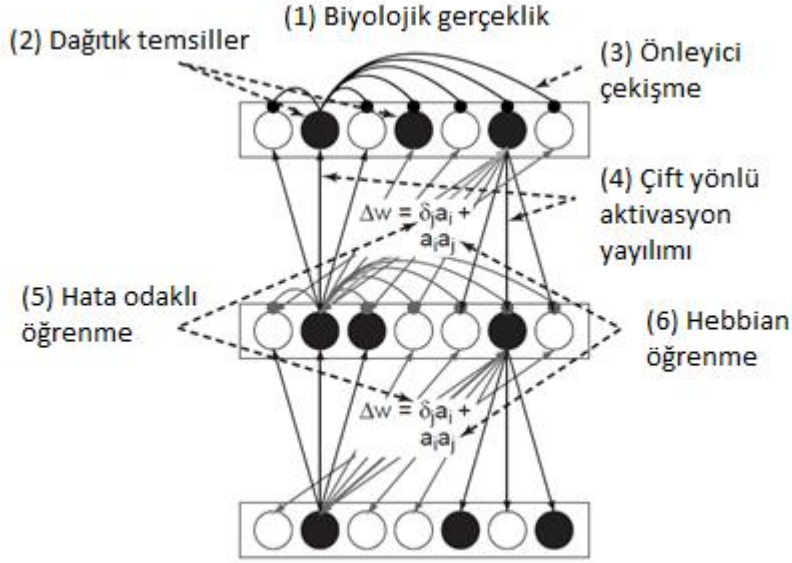 (1) Biyolojik gerçeklik
(2) Dağıtık temsiller
(3) Önleyici
çekişme
(4) Çift yönlü
aktivasyon
yayılımı
Δw = δⱼaᵢ +
aᵢaⱼ
(5) Hata odaklı
öğrenme
(6) Hebbian
öğrenme
Δw = δⱼaᵢ +
aᵢaⱼ